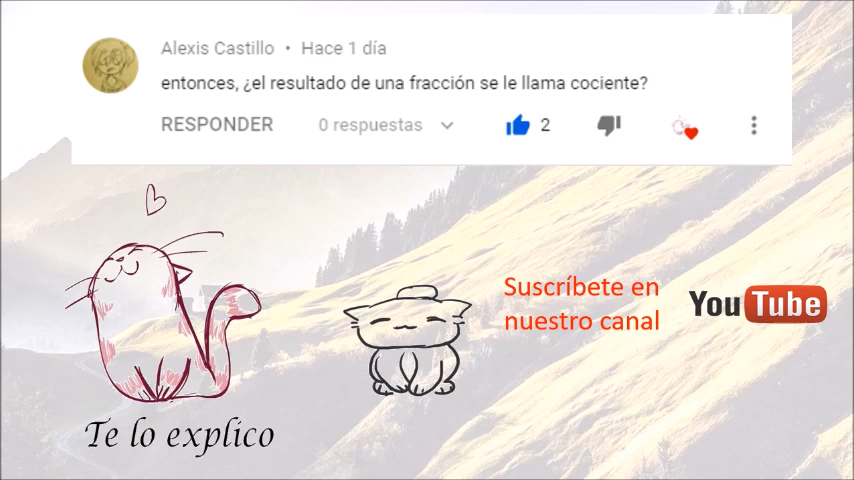 Alexis Castillo • Hace 1 día
entonces, ¿el resultado de una fracción se le llama cociente?
RESPONDER 0 respuestas 2
Suscríbete en
nuestro canal
YouTube
Te lo explico